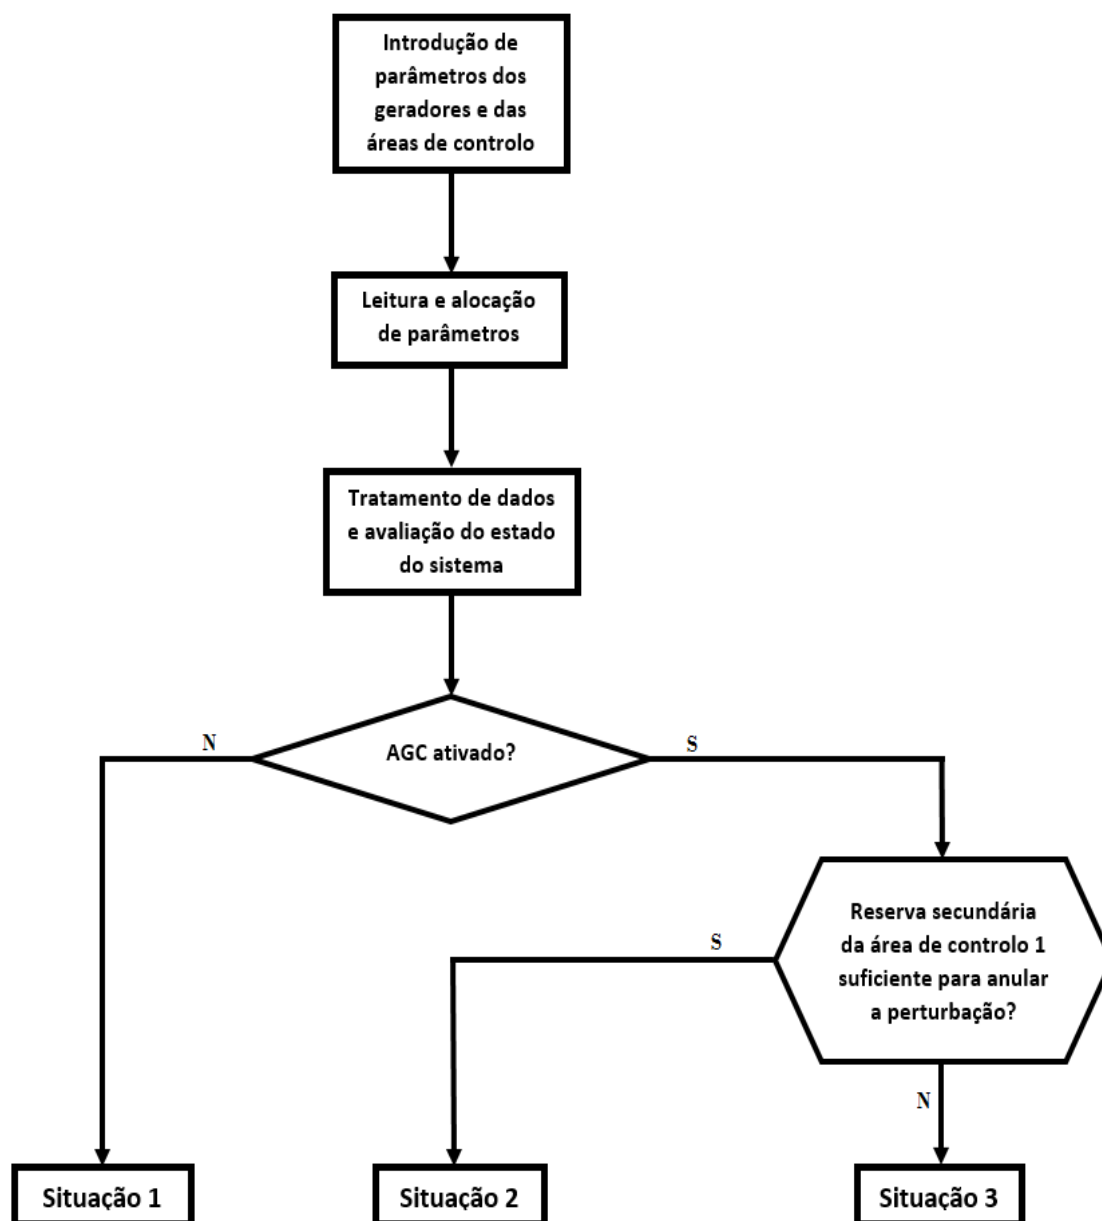 Introdução de
parâmetros dos
geradores e das
áreas de controlo
Leitura e alocação
de parâmetros
Tratamento de dados
e avaliação do estado
do sistema
AGC ativado?
N
S
Reserva secundária
da área de controlo 1
suficiente para anular
a perturbação?
S
N
Situação 1
Situação 2
Situação 3